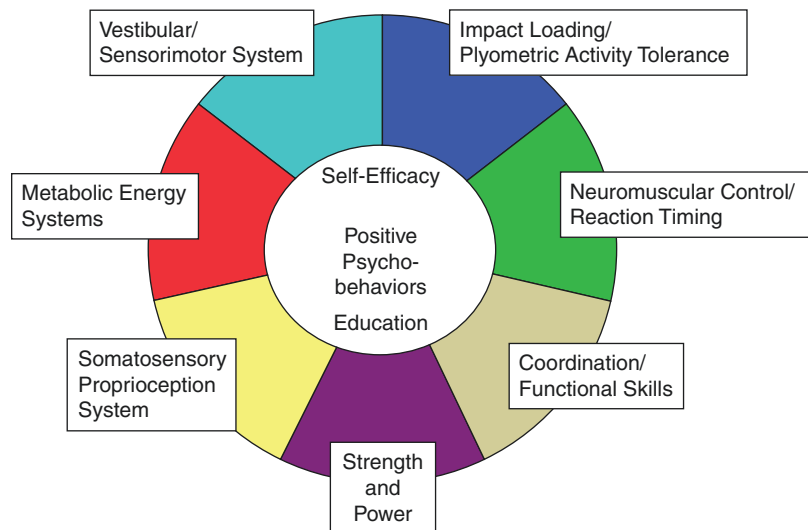 Vestibular/
Sensorimotor System
Impact Loading/
Plyometric Activity Tolerance
Metabolic Energy
Systems
Self-Efficacy
Positive
Psycho-
behaviors
Education
Neuromuscular Control/
Reaction Timing
Somatosensory
Proprioception
System
Coordination/
Functional Skills
Strength
and
Power